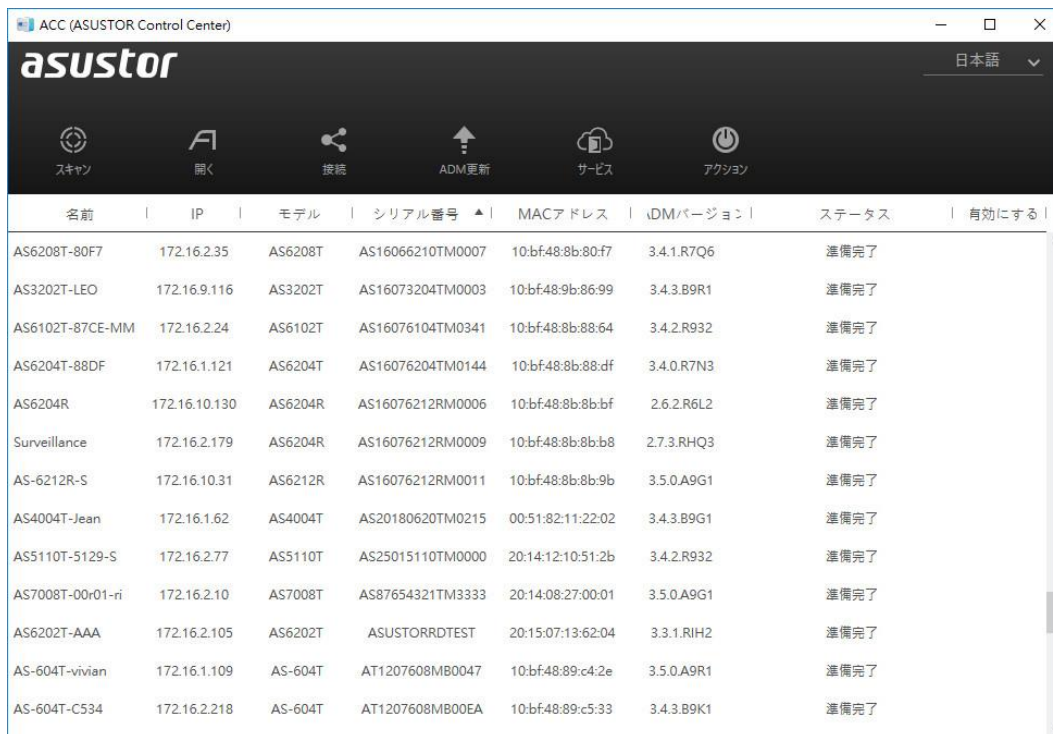 ACC (ASUSTOR Control Center)
asustor
日本語
スキャン 開く 接続 ADM更新 サービス アクション
名前 IP モデル シリアル番号 MACアドレス ADMバージョン ステータス 有効にする
AS6208T-80F7 172.16.2.35 AS6208T AS16066210TM0007 10:bf:48:8b:80:f7 3.4.1.R7Q6 準備完了
AS3202T-LEO 172.16.9.116 AS3202T AS16073204TM0003 10:bf:48:9b:86:99 3.4.3.B9R1 準備完了
AS6102T-87CE-MM 172.16.2.24 AS6102T AS16076104TM0341 10:bf:48:8b:88:64 3.4.2.R932 準備完了
AS6204T-88DF 172.16.1.121 AS6204T AS16076204TM0144 10:bf:48:8b:88:df 3.4.0.R7N3 準備完了
AS6204R 172.16.10.130 AS6204R AS16076212RM0006 10:bf:48:8b:8b:bf 2.6.2.R6L2 準備完了
Surveillance 172.16.2.179 AS6204R AS16076212RM0009 10:bf:48:8b:8b:b8 2.7.3.RHQ3 準備完了
AS-6212R-S 172.16.10.31 AS6212R AS16076212RM0011 10:bf:48:8b:8b:9b 3.5.0.A9G1 準備完了
AS4004T-Jean 172.16.1.62 AS4004T AS20180620TM0215 00:51:82:11:22:02 3.4.3.B9G1 準備完了
AS5110T-5129-S 172.16.2.77 AS5110T AS25015110TM0000 20:14:12:10:51:2b 3.4.2.R932 準備完了
AS7008T-00r01-ri 172.16.2.10 AS7008T AS87654321TM3333 20:14:08:27:00:01 3.5.0.A9G1 準備完了
AS6202T-AAA 172.16.2.105 AS6202T ASUSTORRDTEST 20:15:07:13:62:04 3.3.1.RIH2 準備完了
AS-604T-vivian 172.16.1.109 AS-604T AT1207608MB0047 10:bf:48:89:c4:2e 3.5.0.A9R1 準備完了
AS-604T-C534 172.16.2.218 AS-604T AT1207608MB00EA 10:bf:48:89:c5:33 3.4.3.B9K1 準備完了